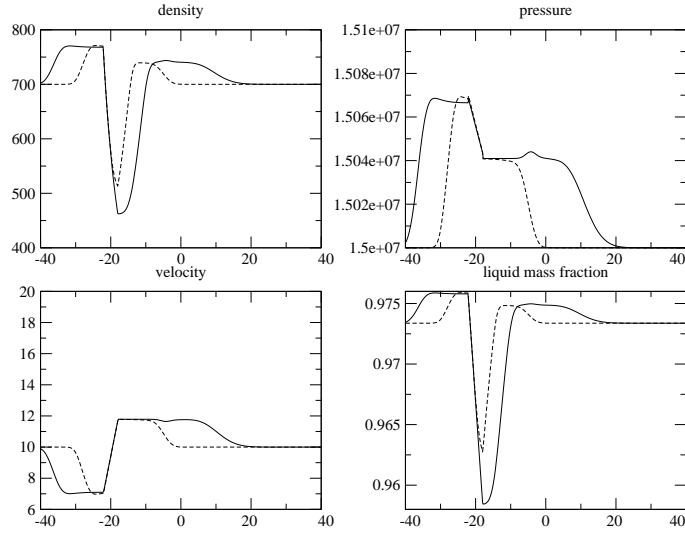 density
800
700
600
500
400
-40 -20 0 20 40
pressure
1.51e+07
1.508e+07
1.506e+07
1.504e+07
1.502e+07
1.5e+07
-40 -20 0 20 40
velocity
20
18
16
14
12
10
8
6
-40 -20 0 20 40
liquid mass fraction
0.975
0.97
0.965
0.96
-40 -20 0 20 40